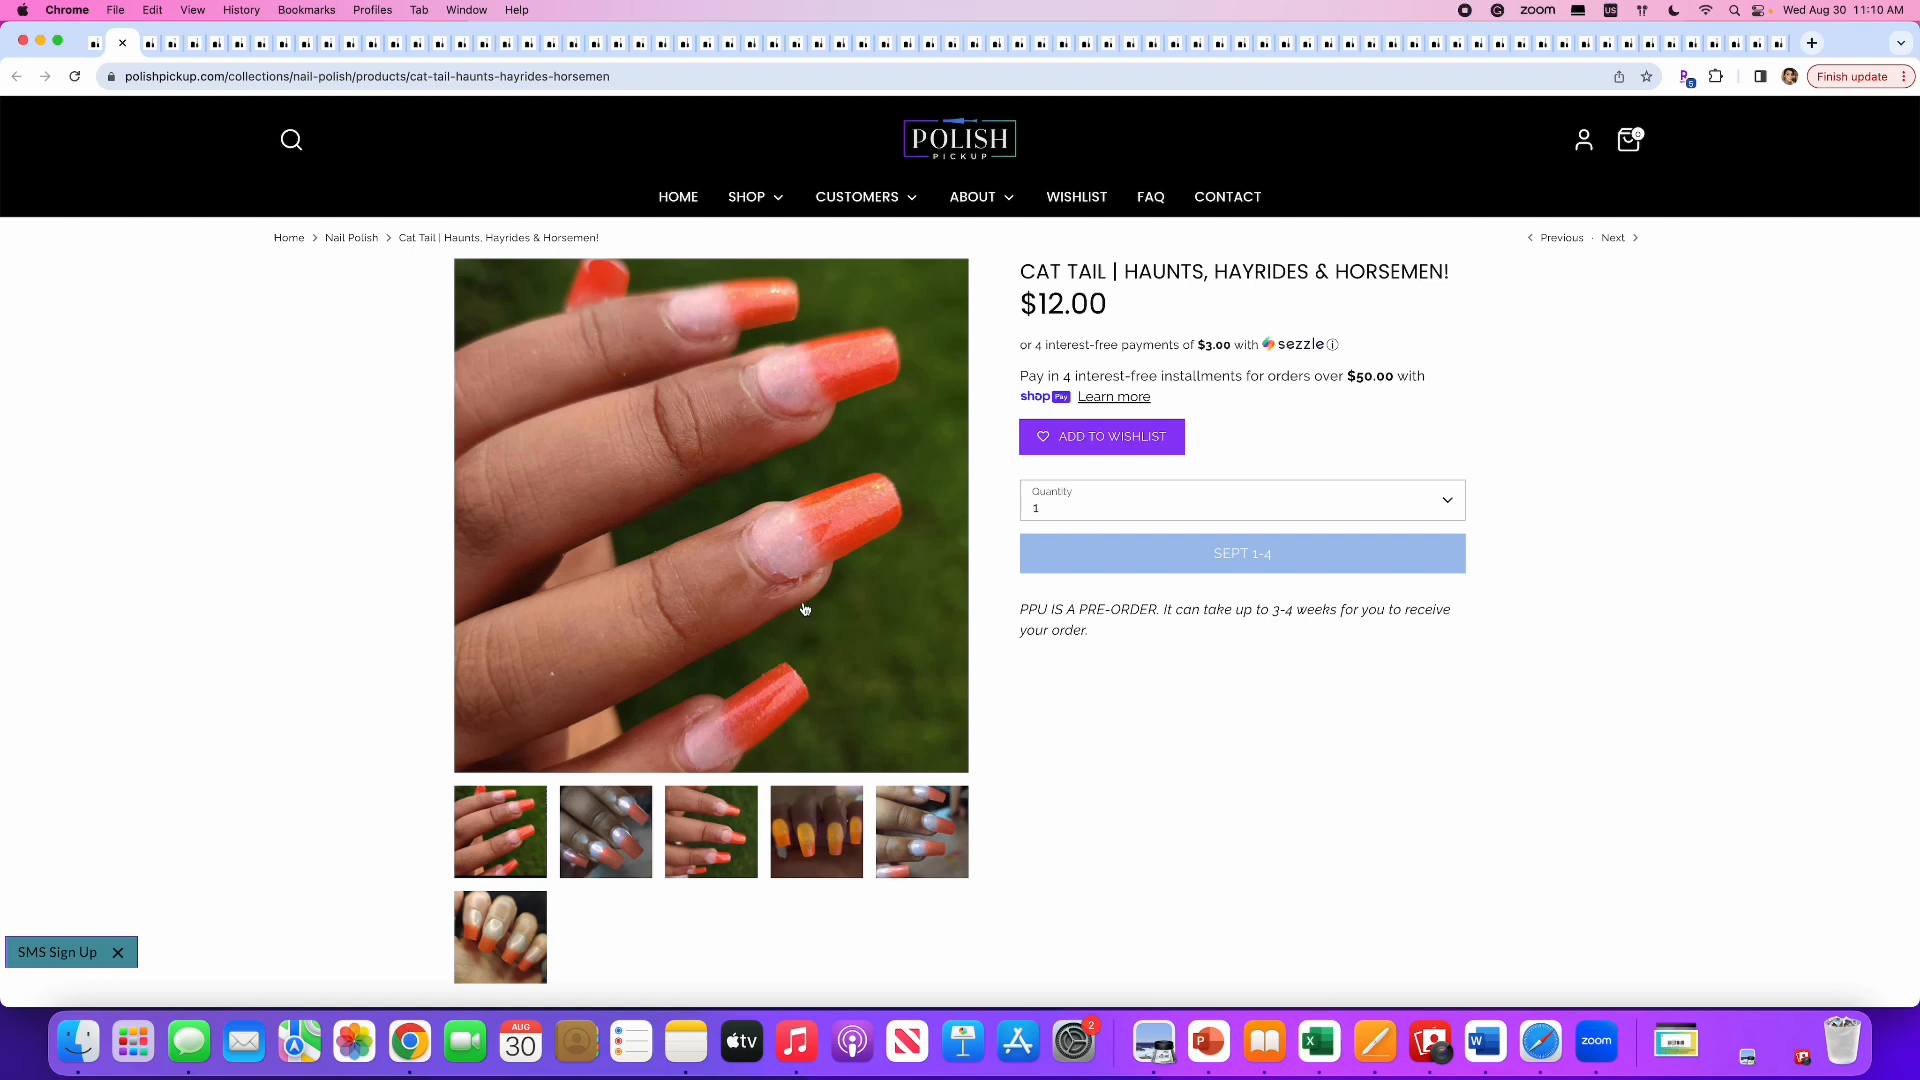 Chrome File Edit View History Bookmarks Profiles Tab Window Help
zoom US Wed Aug 30 11:10 AM
polishpickup.com/collections/nail-polish/products/cat-tail-haunts-hayrides-horsemen
5
Finish update
POLISH
PICKUP
0
HOME SHOP CUSTOMERS ABOUT WISHLIST FAQ CONTACT
Home > Nail Polish > Cat Tail | Haunts, Hayrides & Horsemen!
< Previous · Next >
CAT TAIL | HAUNTS, HAYRIDES & HORSEMEN!
$12.00
or 4 interest-free payments of $3.00 with sezzle
Pay in 4 interest-free installments for orders over $50.00 with
shop Pay Learn more
ADD TO WISHLIST
Quantity
1
SEPT 1-4
PPU IS A PRE-ORDER. It can take up to 3-4 weeks for you to receive
your order.
SMS Sign Up
AUG
30
tv
2
P
X
W
zoom